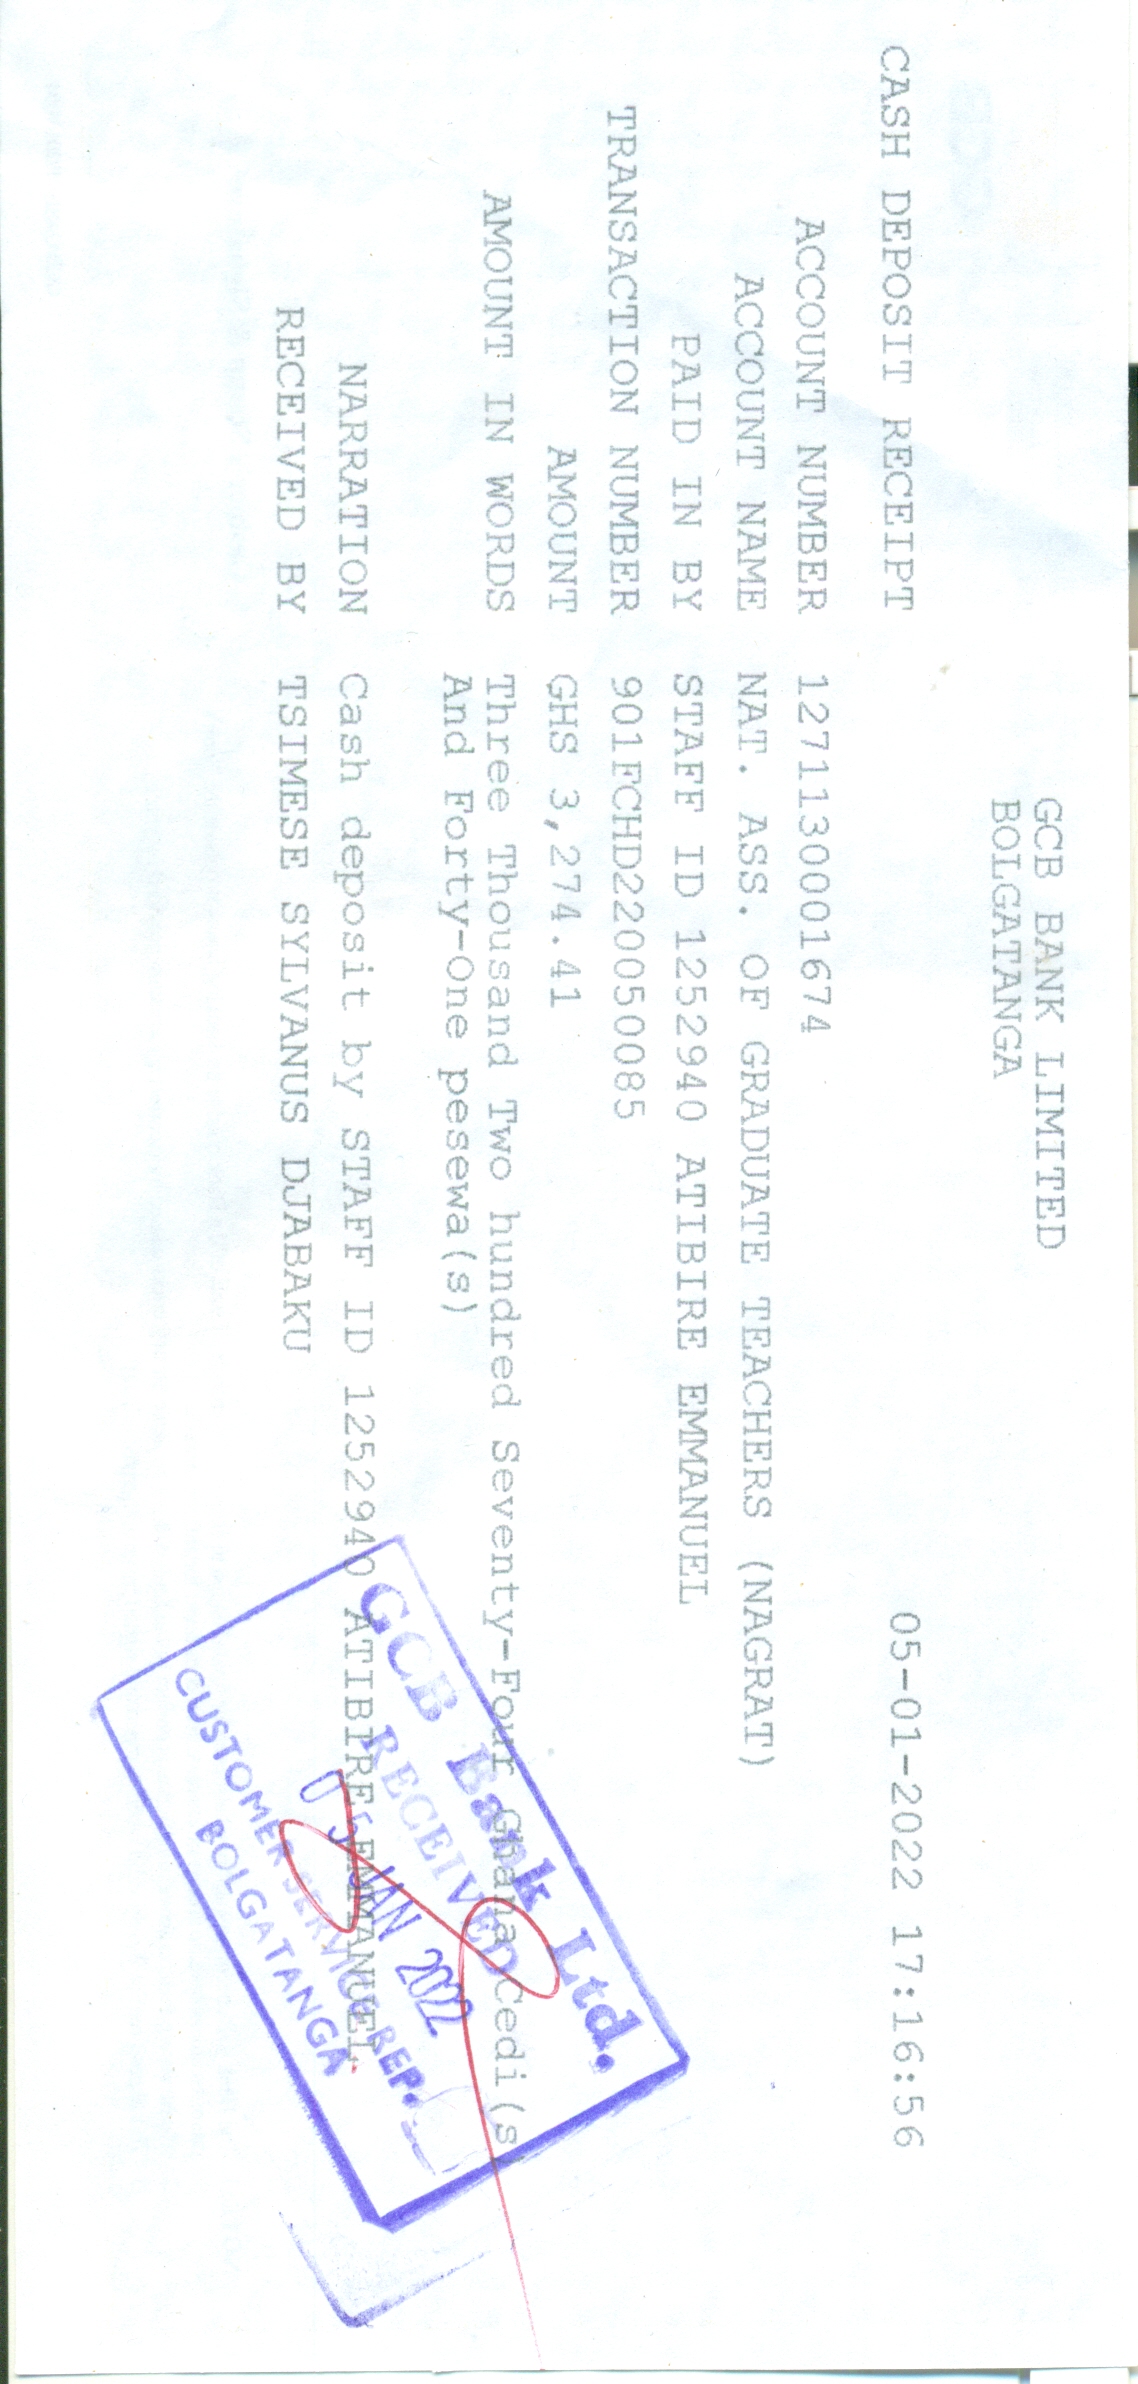 GCB BANK LIMITED
BOLGATANGA
CASH DEPOSIT RECEIPT 05-01-2022 17:16:56
ACCOUNT NUMBER 1271130001674
ACCOUNT NAME NAT. ASS. OF GRADUATE TEACHERS (NAGRAT)
PAID IN BY STAFF ID 1252940 ATIBIRE EMMANUEL
TRANSACTION NUMBER 901FCHD220050085
AMOUNT GHS 3,274.41
AMOUNT IN WORDS Three Thousand Two hundred Seventy-Four Ghana Cedi(s
And Forty-One pesewa(s)
NARRATION Cash deposit by STAFF ID 1252940 ATIBIRE EMMANUEL
RECEIVED BY TSIMESE SYLVANUS DJABAKU
GCB Bank Ltd.
RECEIVED
05 JAN 2022
CUSTOMER SERVICE REP.
BOLGATANGA